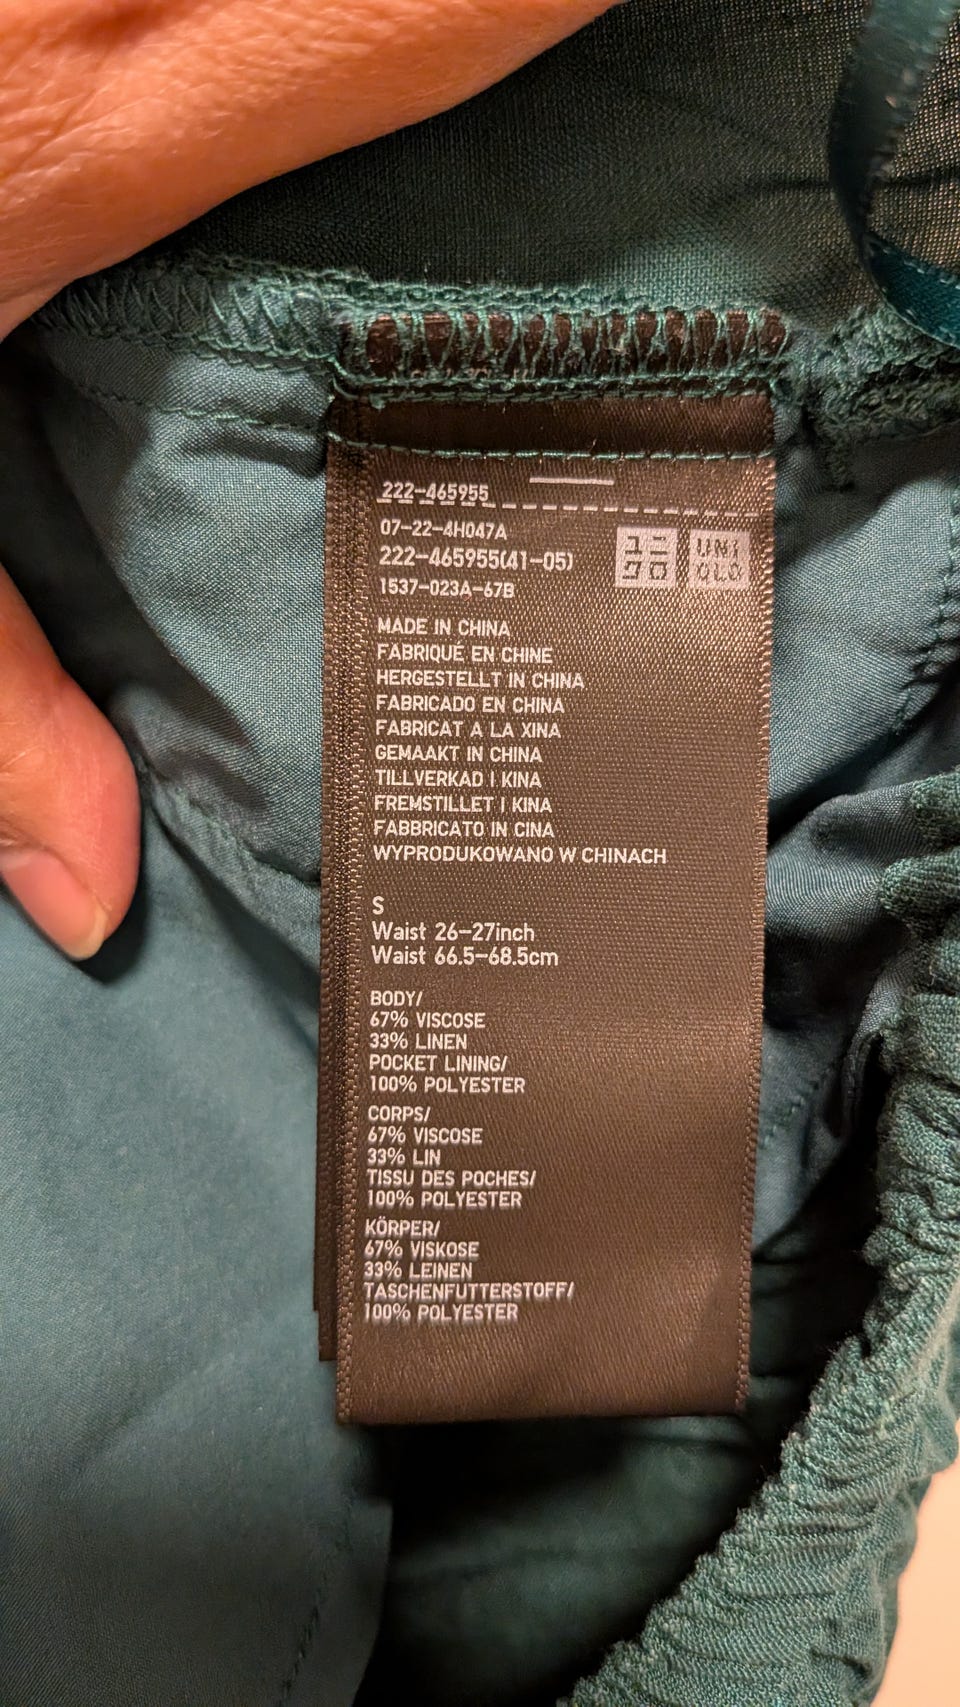 222-465955
07-22-4H047A
222-465955(41-05)
1537-023A-67B
ユニ
クロ
UNI
QLO
MADE IN CHINA
FABRIQUÉ EN CHINE
HERGESTELLT IN CHINA
FABRICADO EN CHINA
FABRICAT A LA XINA
GEMAAKT IN CHINA
TILLVERKAD I KINA
FREMSTILLET I KINA
FABBRICATO IN CINA
WYPRODUKOWANO W CHINACH
S
Waist 26-27inch
Waist 66.5-68.5cm
BODY/
67% VISCOSE
33% LINEN
POCKET LINING/
100% POLYESTER
CORPS/
67% VISCOSE
33% LIN
TISSU DES POCHES/
100% POLYESTER
KÖRPER/
67% VISKOSE
33% LEINEN
TASCHENFUTTERSTOFF/
100% POLYESTER